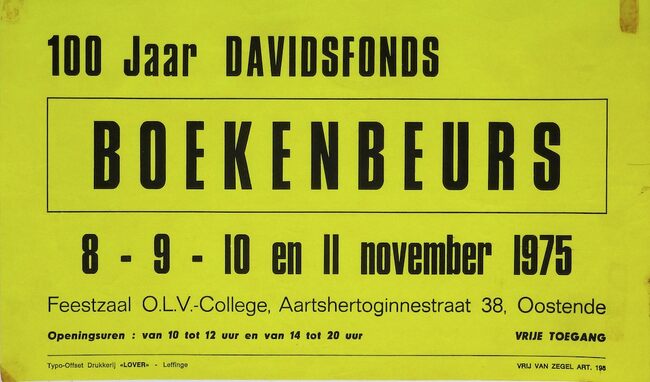 100 Jaar DAVIDSFONDS
BOEKENBEURS
8 - 9 - 10 en 11 november 1975
Feestzaal O.L.V.-College, Aartshertoginnestraat 38, Oostende
Openingsuren : van 10 tot 12 uur en van 14 tot 20 uur VRIJE TOEGANG
Typo-Offset Drukkerij «LOVER» - Leffinge VRIJ VAN ZEGEL ART. 198